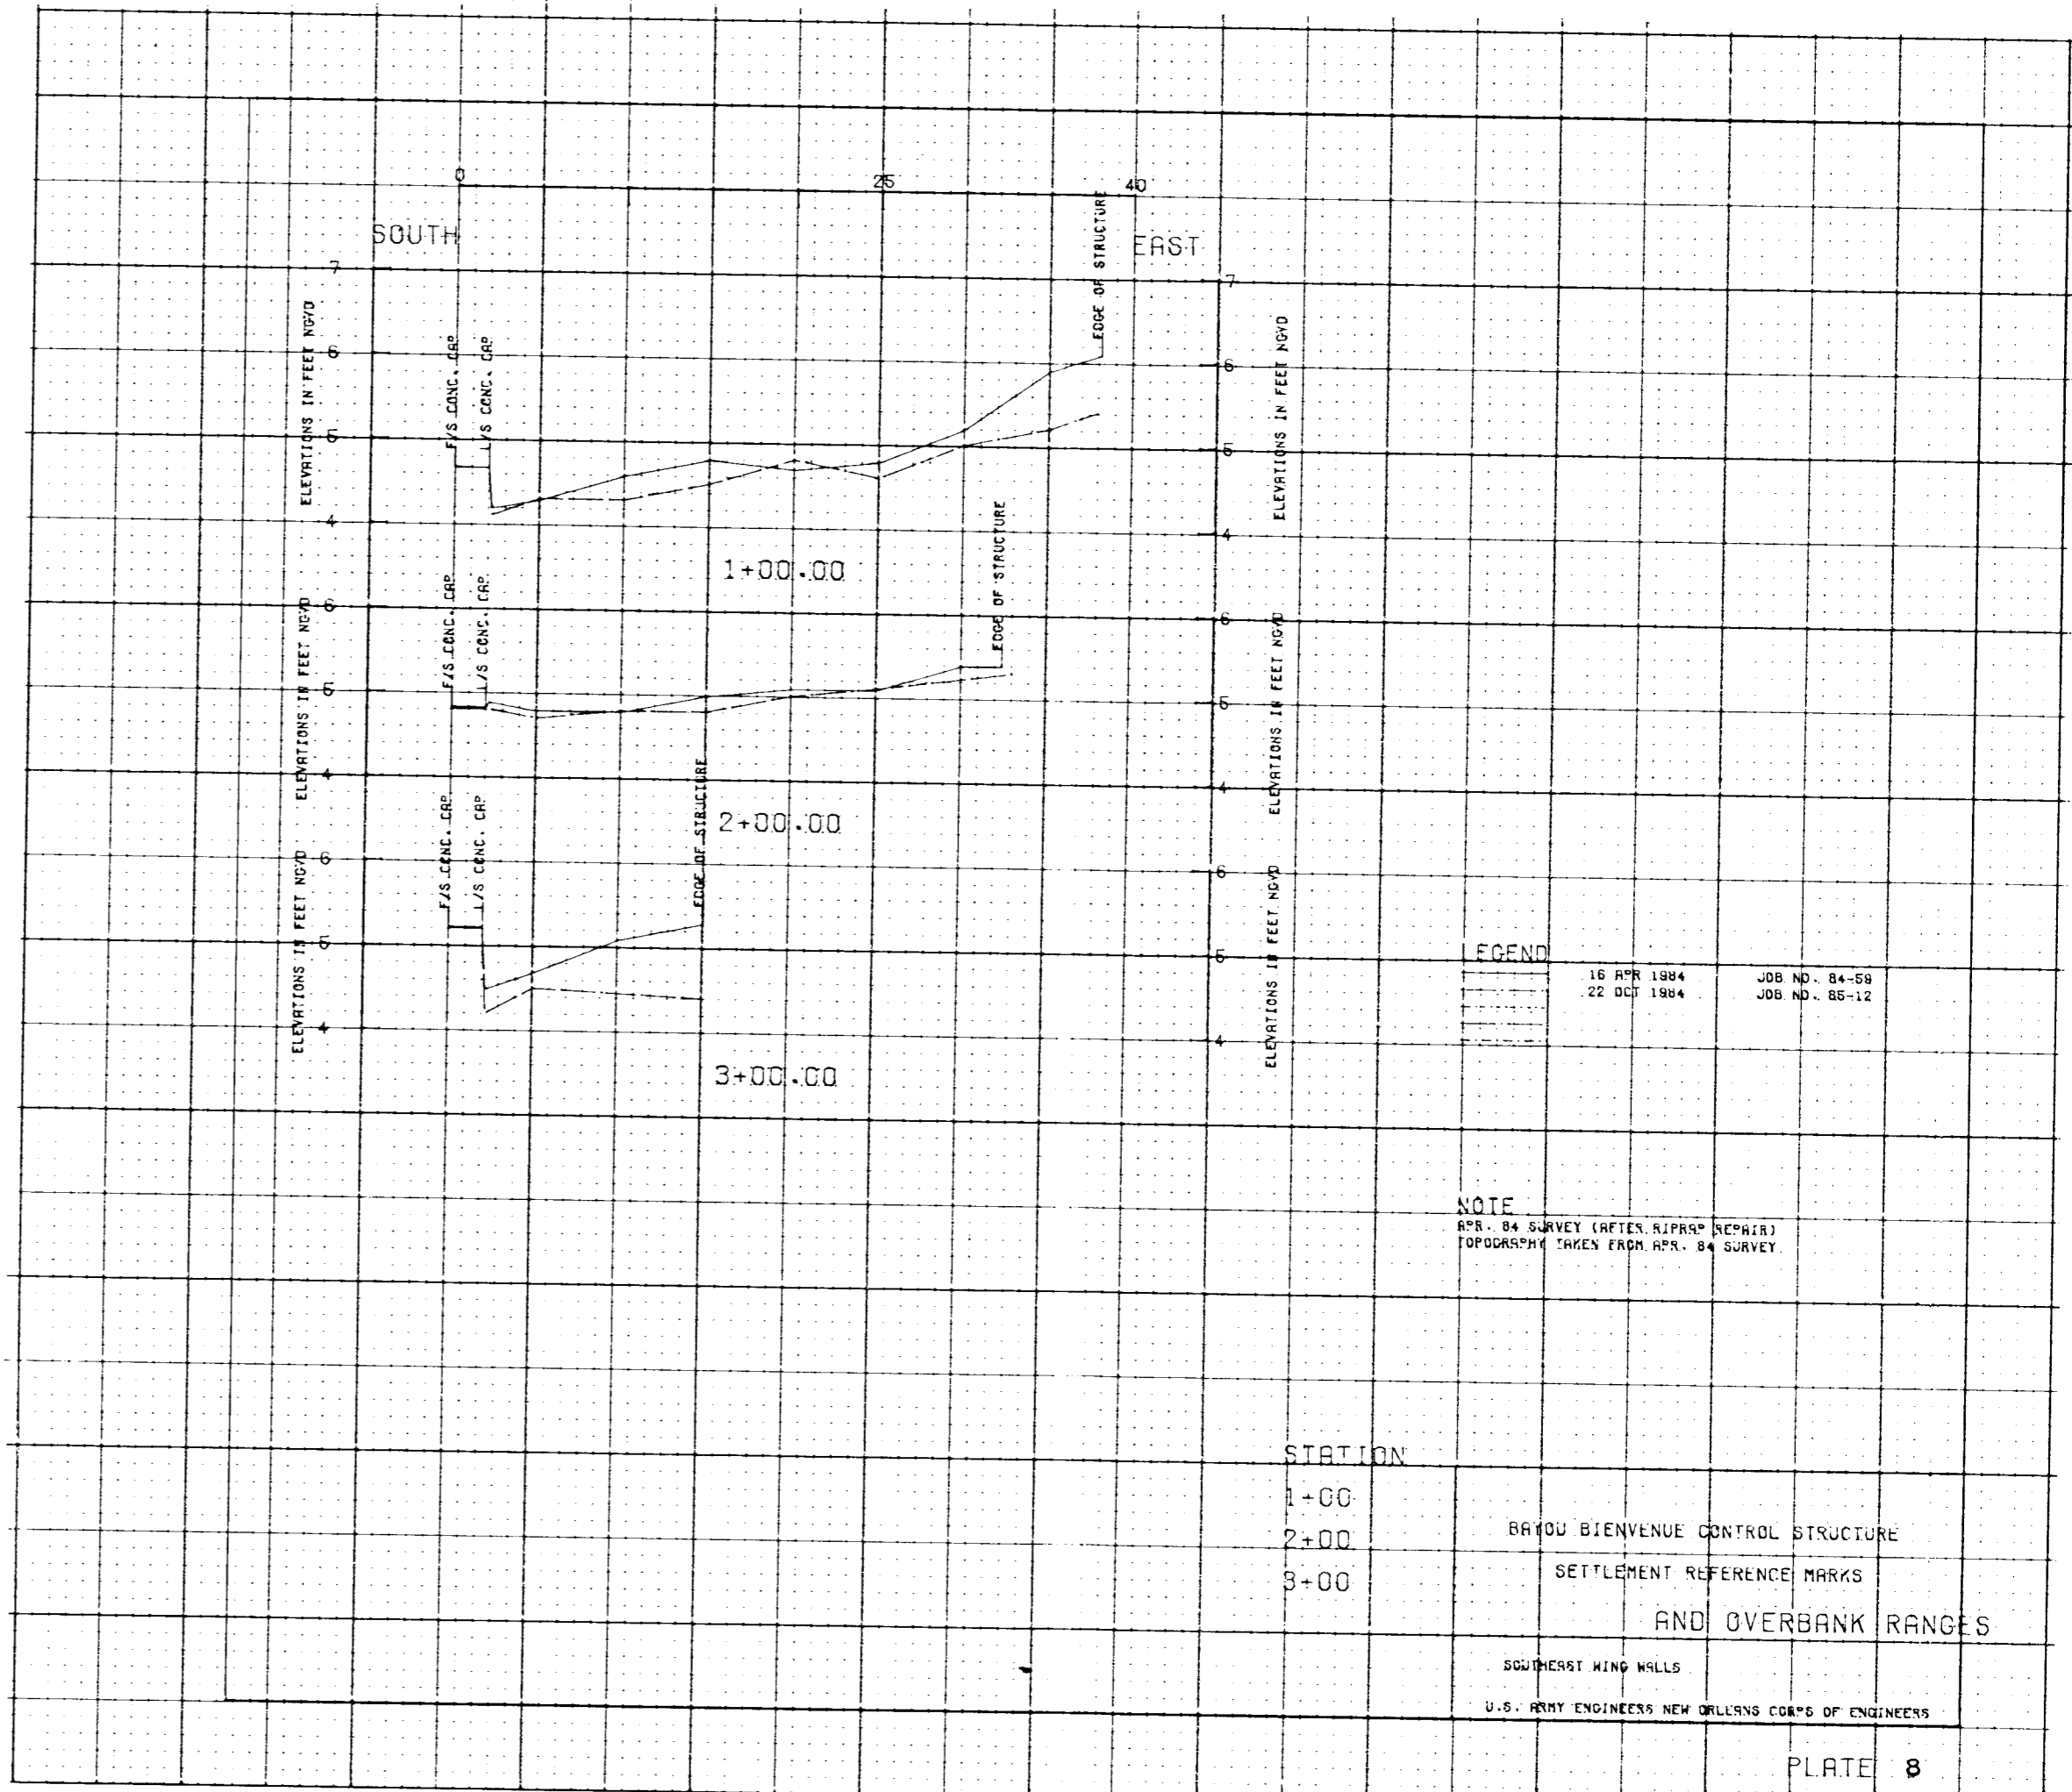 0 25 40
SOUTH EAST
EDGE OF STRUCTURE
7 7
ELEVATIONS IN FEET NGVD
F/S CONC. CAP
L/S CONC. CAP
ELEVATIONS IN FEET NGVD
6 6
5 5
4 4
1+00.00
EDGE OF STRUCTURE
ELEVATIONS IN FEET NGVD
F/S CONC. CAP
L/S CONC. CAP
ELEVATIONS IN FEET NGVD
6 6
5 5
4 4
2+00.00
EDGE OF STRUCTURE
ELEVATIONS IN FEET NGVD
F/S CONC. CAP
L/S CONC. CAP
ELEVATIONS IN FEET NGVD
6 6
5 5
4 4
3+00.00
LEGEND
16 APR 1984 JOB NO. 84-59
22 OCT 1984 JOB NO. 85-12
NOTE
APR. 84 SURVEY (AFTER RIPRAP REPAIR)
TOPOGRAPHY TAKEN FROM APR. 84 SURVEY
STATION
1+00
2+00
3+00
BAYOU BIENVENUE CONTROL STRUCTURE
SETTLEMENT REFERENCE MARKS
AND OVERBANK RANGES
SOUTHEAST WING WALLS
U.S. ARMY ENGINEERS NEW ORLEANS CORPS OF ENGINEERS
PLATE 8